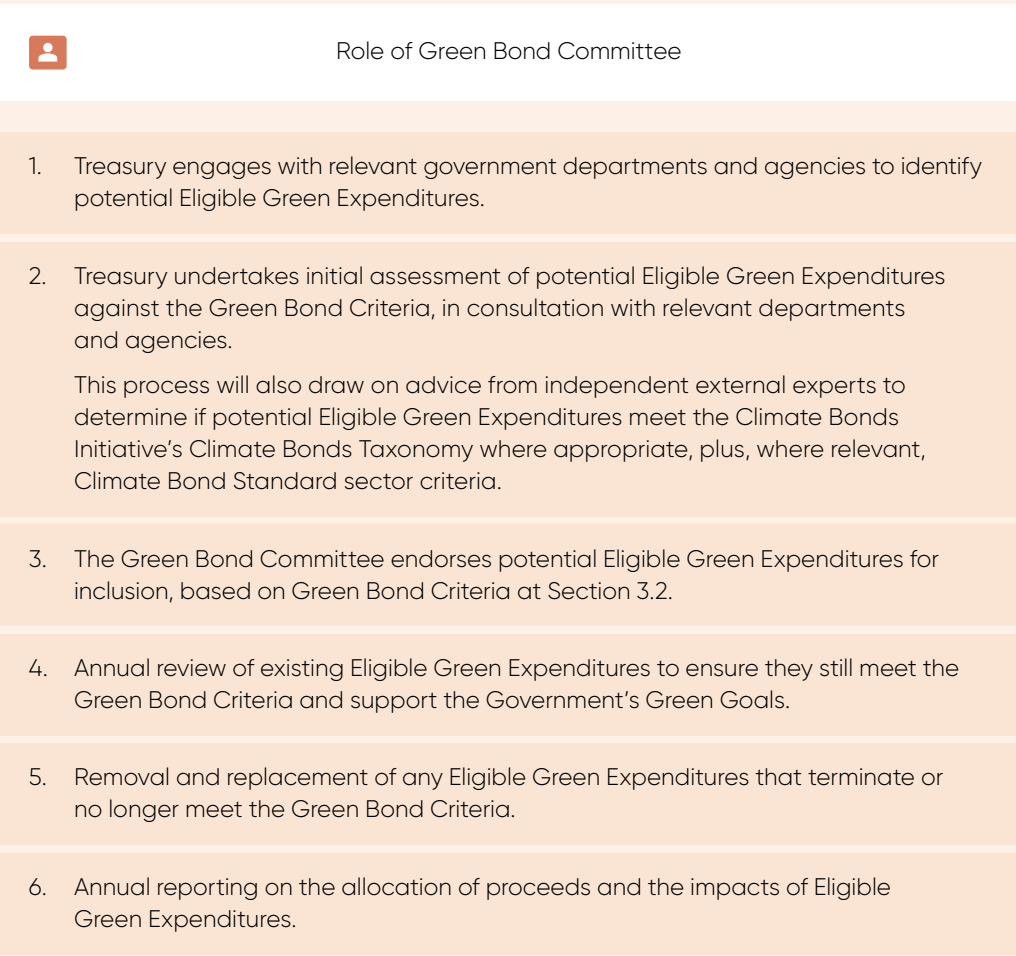 Role of Green Bond Committee
1. Treasury engages with relevant government departments and agencies to identify
potential Eligible Green Expenditures.
2. Treasury undertakes initial assessment of potential Eligible Green Expenditures
against the Green Bond Criteria, in consultation with relevant departments
and agencies.
This process will also draw on advice from independent external experts to
determine if potential Eligible Green Expenditures meet the Climate Bonds
Initiative’s Climate Bonds Taxonomy where appropriate, plus, where relevant,
Climate Bond Standard sector criteria.
3. The Green Bond Committee endorses potential Eligible Green Expenditures for
inclusion, based on Green Bond Criteria at Section 3.2.
4. Annual review of existing Eligible Green Expenditures to ensure they still meet the
Green Bond Criteria and support the Government’s Green Goals.
5. Removal and replacement of any Eligible Green Expenditures that terminate or
no longer meet the Green Bond Criteria.
6. Annual reporting on the allocation of proceeds and the impacts of Eligible
Green Expenditures.